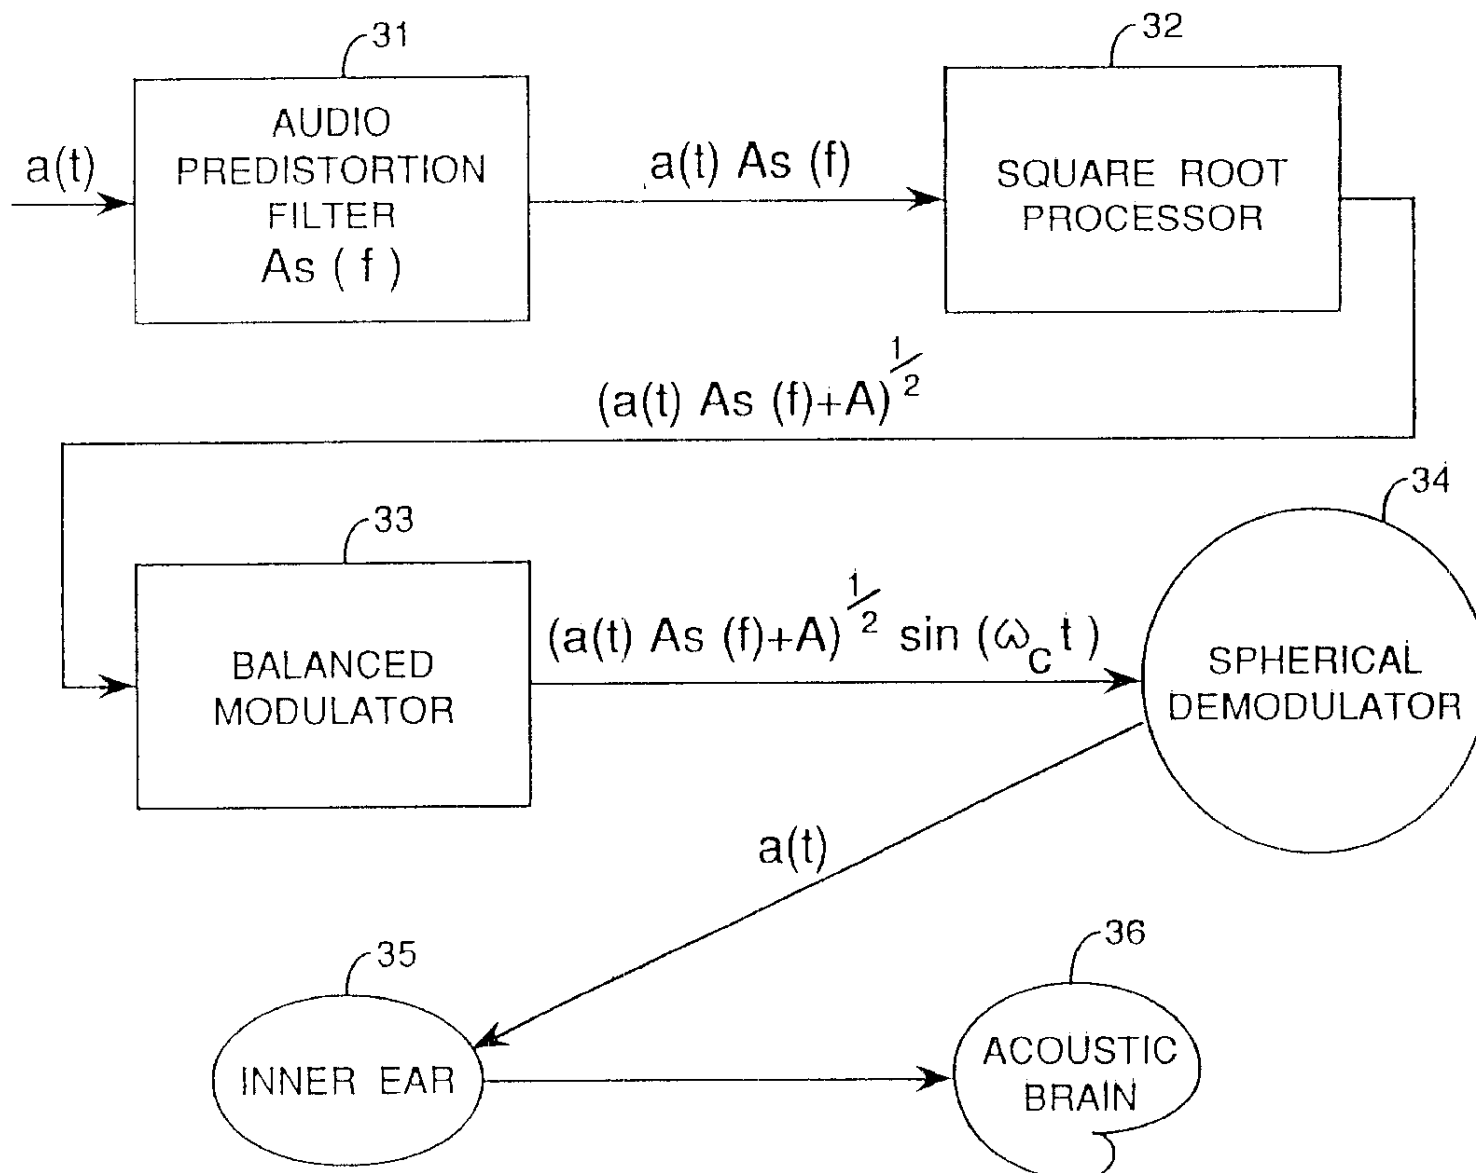 31
AUDIO
PREDISTORTION
FILTER
As ( f )
a(t)
a(t) As (f)
32
SQUARE ROOT
PROCESSOR
(a(t) As (f)+A)^1/2
33
BALANCED
MODULATOR
(a(t) As (f)+A)^1/2 sin (ω_c t)
34
SPHERICAL
DEMODULATOR
a(t)
35
INNER EAR
36
ACOUSTIC
BRAIN